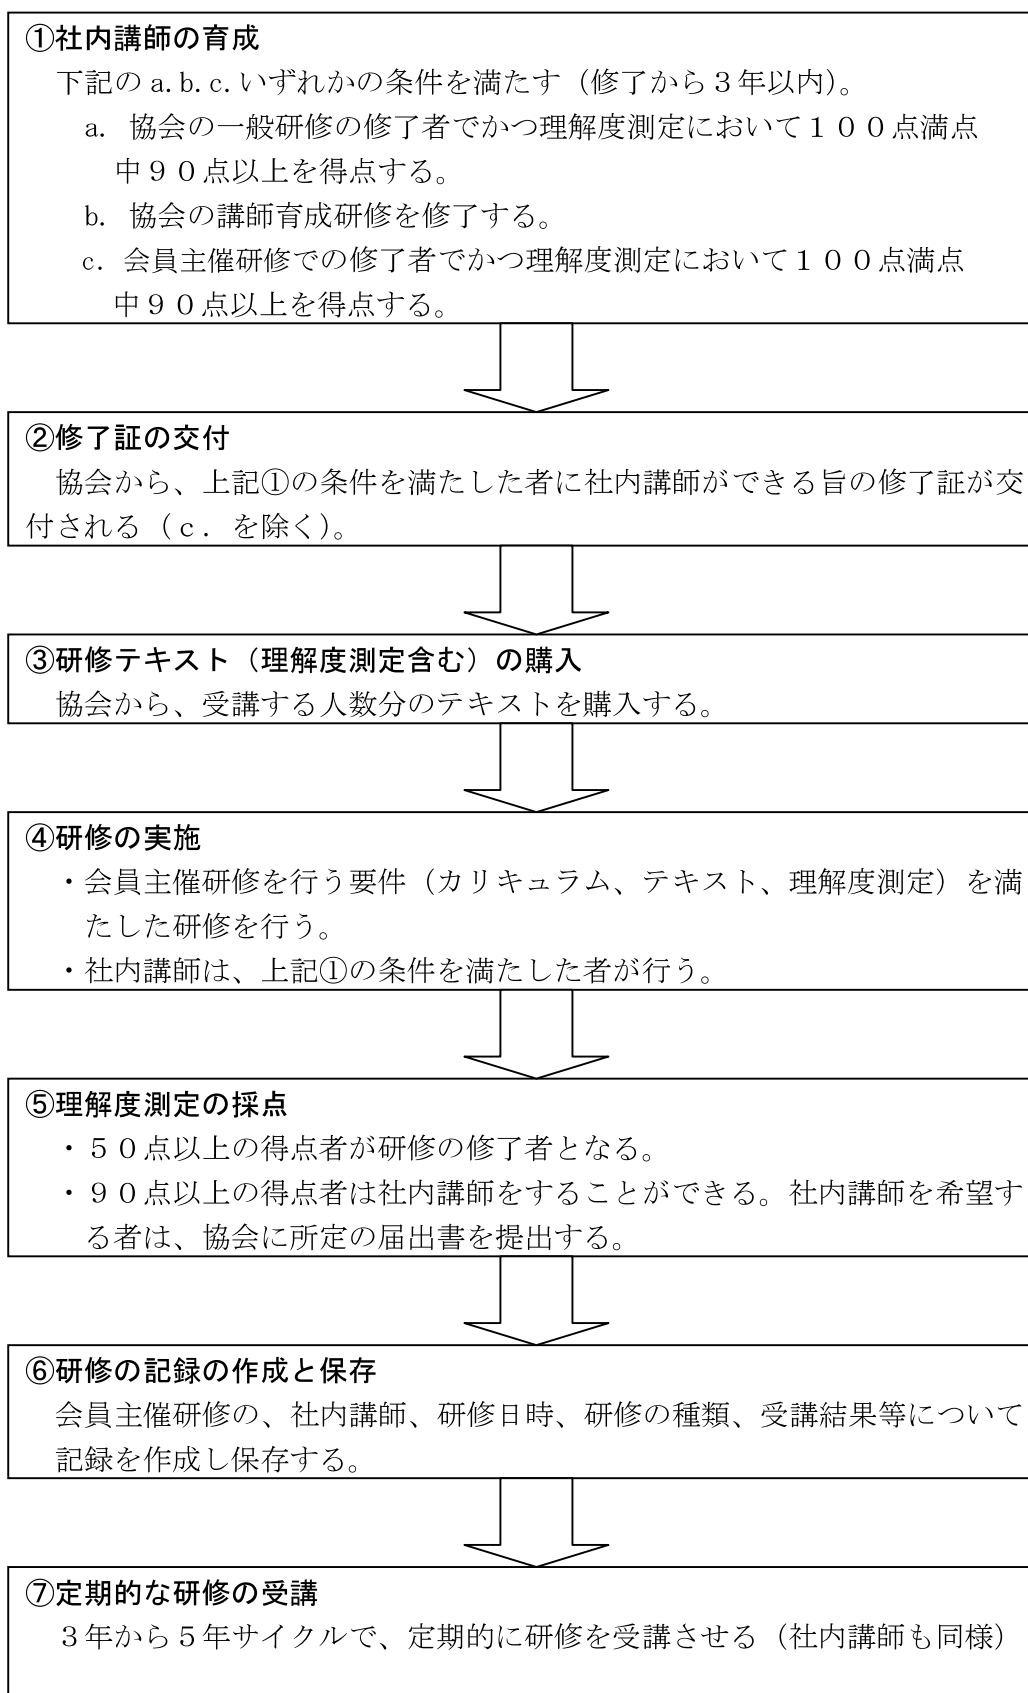 ①社内講師の育成
下記の a.b.c.いずれかの条件を満たす（修了から３年以内）。
a. 協会の一般研修の修了者でかつ理解度測定において１００点満点
中９０点以上を得点する。
b. 協会の講師育成研修を修了する。
c. 会員主催研修での修了者でかつ理解度測定において１００点満点
中９０点以上を得点する。
②修了証の交付
協会から、上記①の条件を満たした者に社内講師ができる旨の修了証が交
付される（ｃ．を除く）。
③研修テキスト（理解度測定含む）の購入
協会から、受講する人数分のテキストを購入する。
④研修の実施
・会員主催研修を行う要件（カリキュラム、テキスト、理解度測定）を満
たした研修を行う。
・社内講師は、上記①の条件を満たした者が行う。
⑤理解度測定の採点
・５０点以上の得点者が研修の修了者となる。
・９０点以上の得点者は社内講師をすることができる。社内講師を希望す
る者は、協会に所定の届出書を提出する。
⑥研修の記録の作成と保存
会員主催研修の、社内講師、研修日時、研修の種類、受講結果等について
記録を作成し保存する。
⑦定期的な研修の受講
３年から５年サイクルで、定期的に研修を受講させる（社内講師も同様）